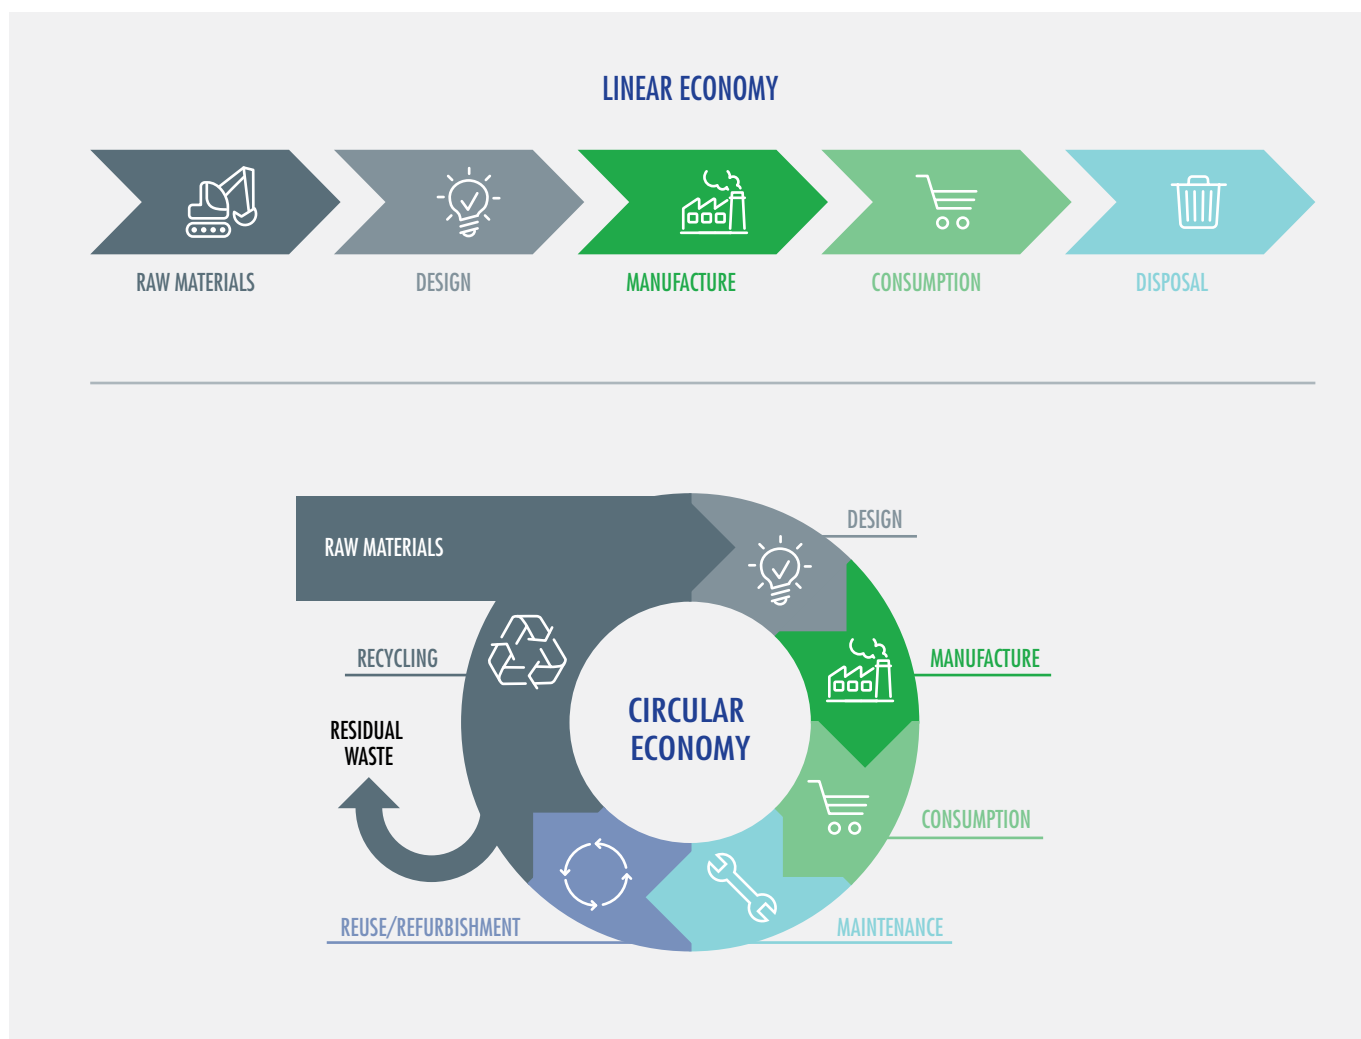 LINEAR ECONOMY
RAW MATERIALS
DESIGN
MANUFACTURE
CONSUMPTION
DISPOSAL
RAW MATERIALS
DESIGN
RECYCLING
MANUFACTURE
CIRCULAR
ECONOMY
RESIDUAL
WASTE
CONSUMPTION
REUSE/REFURBISHMENT
MAINTENANCE